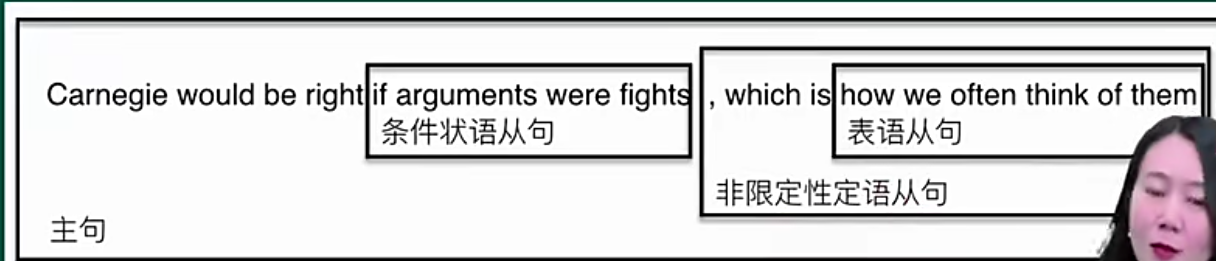 Carnegie would be right if arguments were fights , which is how we often think of them
条件状语从句 表语从句
非限定性定语从句
主句